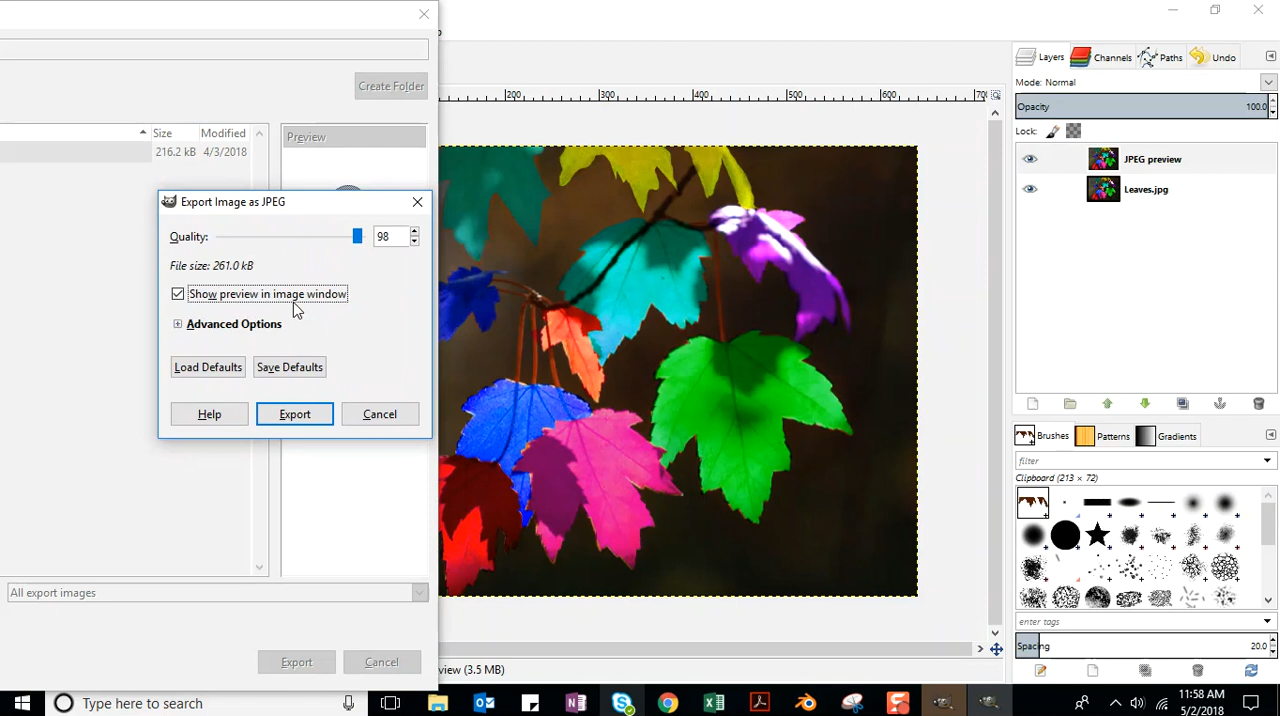 Create Folder
Size Modified
216.2 kB 4/3/2018
Preview
Export Image as JPEG
Quality: 98
File size: 261.0 kB
Show preview in image window
Advanced Options
Load Defaults Save Defaults
Help Export Cancel
All export images
Export Cancel
200 300 400 500 600
view (3.5 MB)
Layers Channels Paths Undo
Mode: Normal
Opacity 100.0
Lock:
JPEG preview
Leaves.jpg
Brushes Patterns Gradients
filter
Clipboard (213 × 72)
enter tags
Spacing 20.0
Type here to search
11:58 AM
5/2/2018